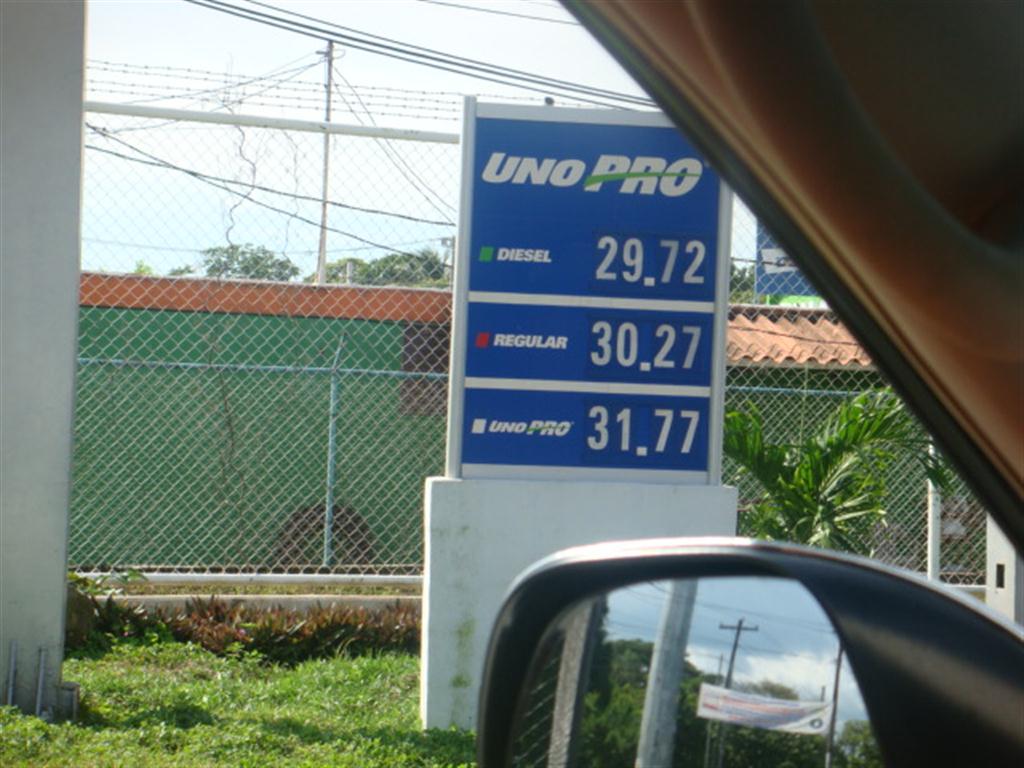 UNO PRO
DIESEL 29.72
REGULAR 30.27
UNO PRO 31.77